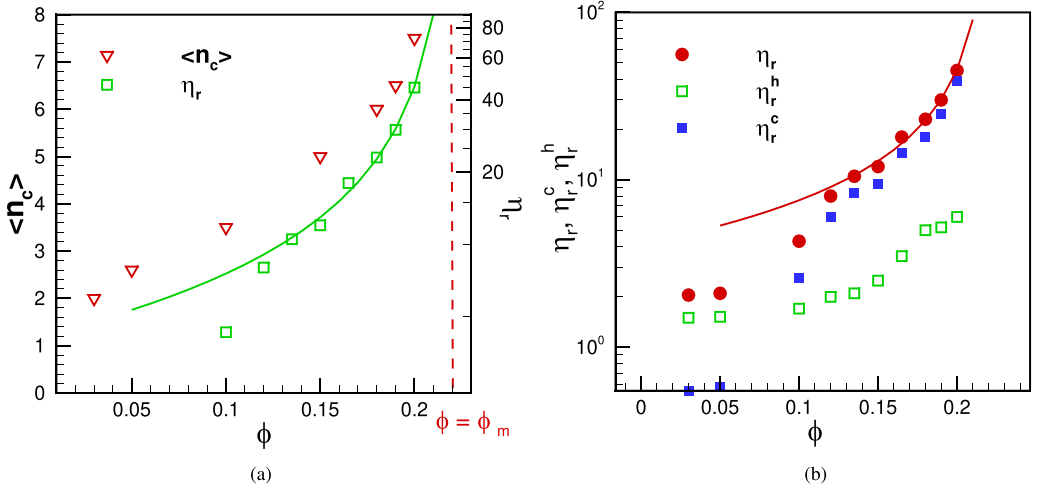 8
7
6
5
4
3
2
1
0
<n_c>
<n_c>
η_r
80
60
40
20
η_r
0.05
0.1
0.15
0.2
ϕ
ϕ = ϕ_m
(a)
10^2
10^1
10^0
η_r, η_r^c, η_r^h
η_r
η_r^h
η_r^c
0
0.05
0.1
0.15
0.2
ϕ
(b)